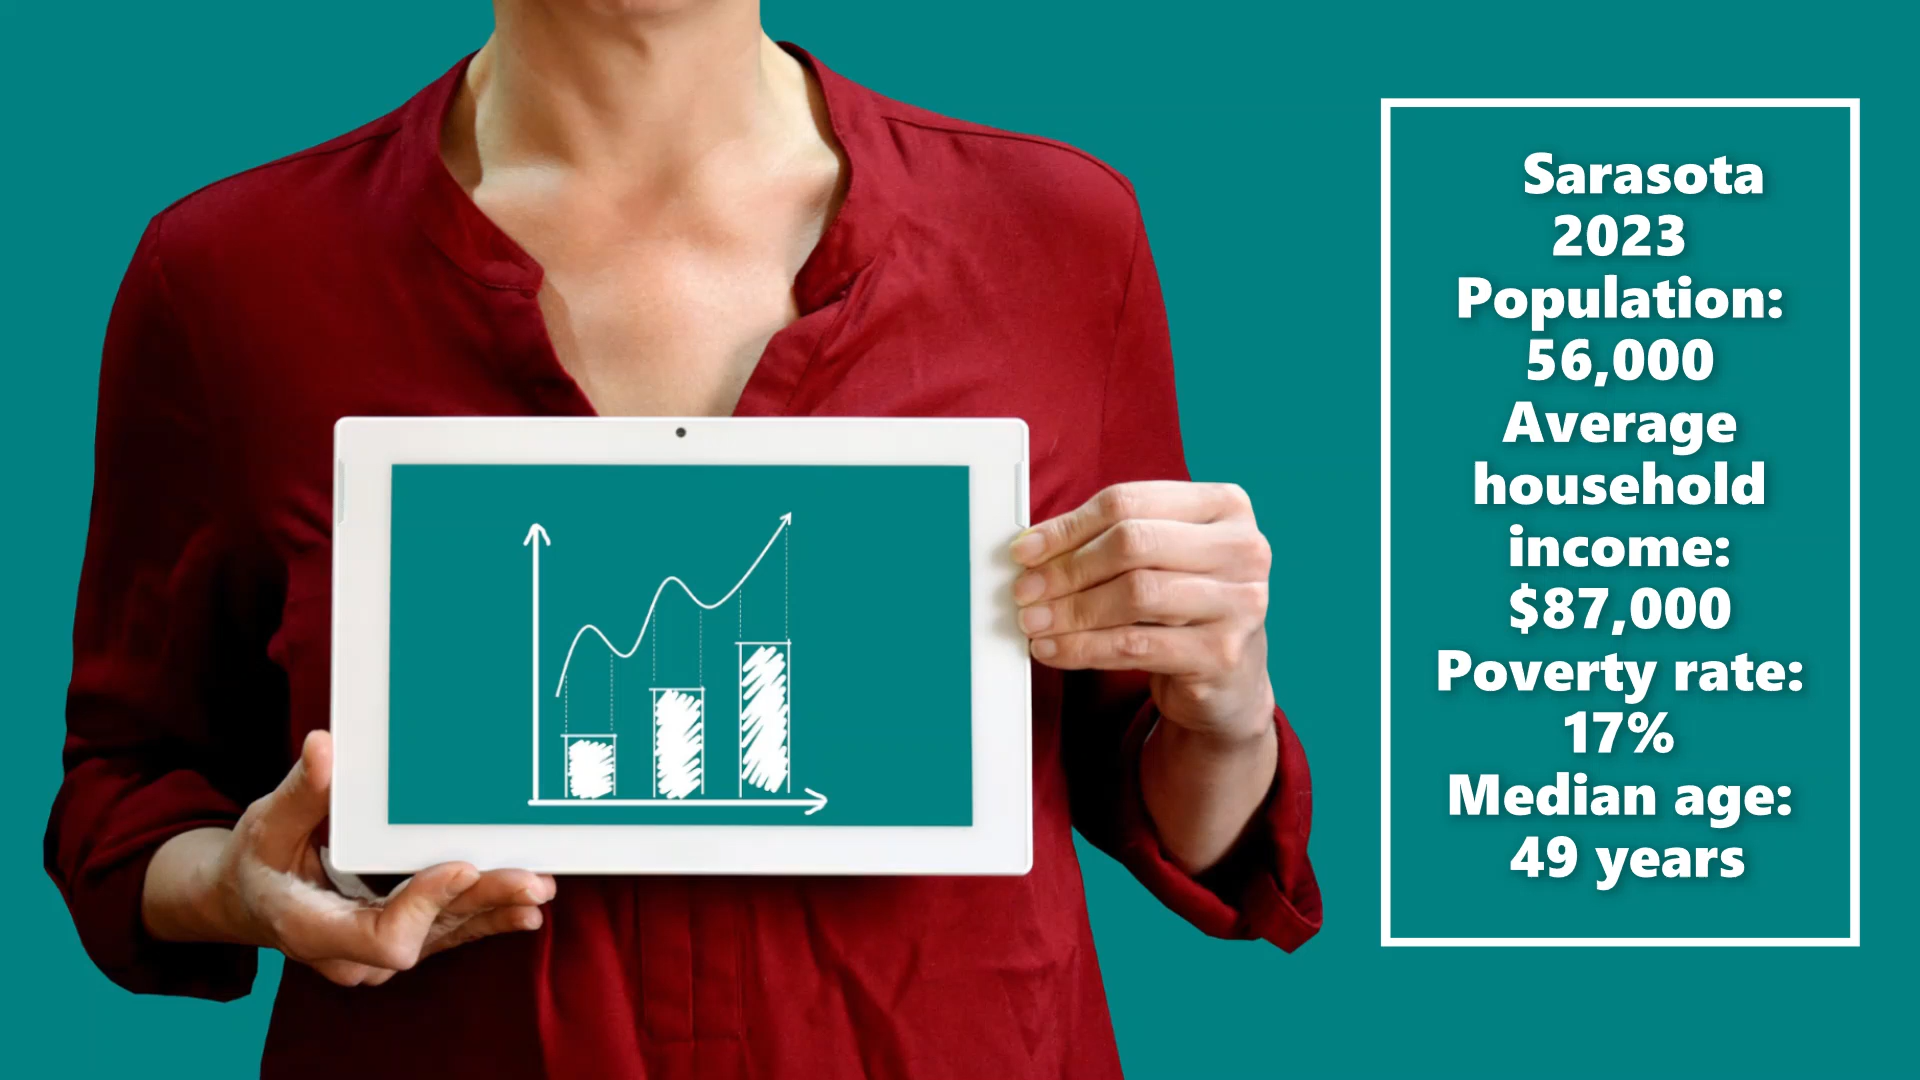 Sarasota
2023
Population:
56,000
Average
household
income:
$87,000
Poverty rate:
17%
Median age:
49 years